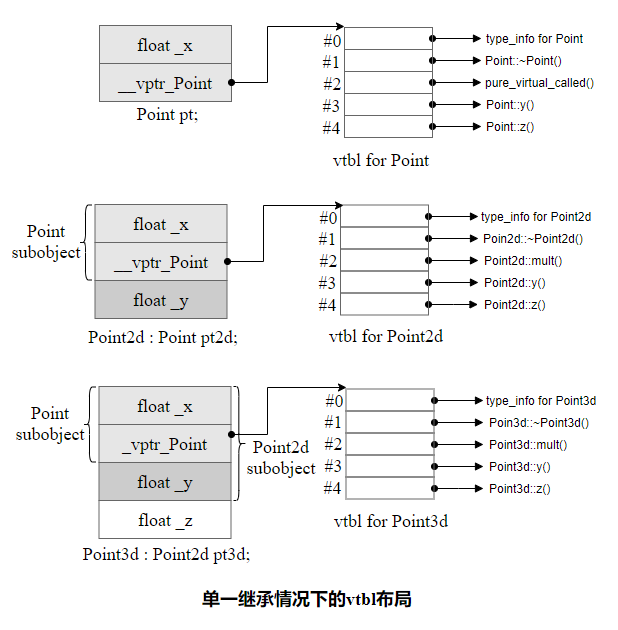 float _x
__vptr_Point
Point pt;
#0
#1
#2
#3
#4
type_info for Point
Point::~Point()
pure_virtual_called()
Point::y()
Point::z()
vtbl for Point
Point
subobject
float _x
__vptr_Point
float _y
Point2d : Point pt2d;
#0
#1
#2
#3
#4
type_info for Point2d
Poin2d::~Point2d()
Point2d::mult()
Point2d::y()
Point2d::z()
vtbl for Point2d
Point
subobject
float _x
_vptr_Point
float _y
float _z
Point2d
subobject
Point3d : Point2d pt3d;
#0
#1
#2
#3
#4
type_info for Point3d
Poin3d::~Point3d()
Point3d::mult()
Point3d::y()
Point3d::z()
vtbl for Point3d
单一继承情况下的vtbl布局